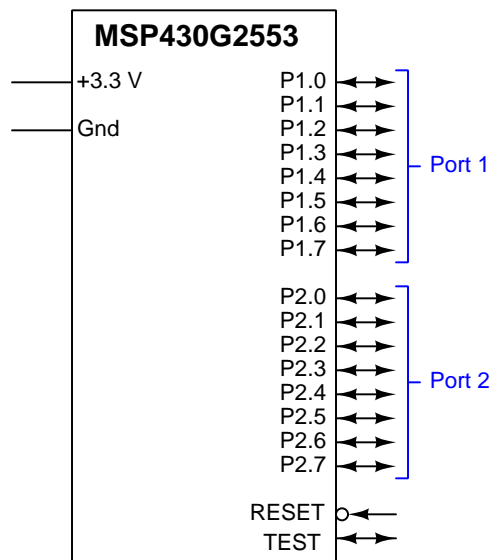 MSP430G2553
+3.3 V
Gnd
P1.0
P1.1
P1.2
P1.3
P1.4
P1.5
P1.6
P1.7
Port 1
P2.0
P2.1
P2.2
P2.3
P2.4
P2.5
P2.6
P2.7
Port 2
RESET
TEST